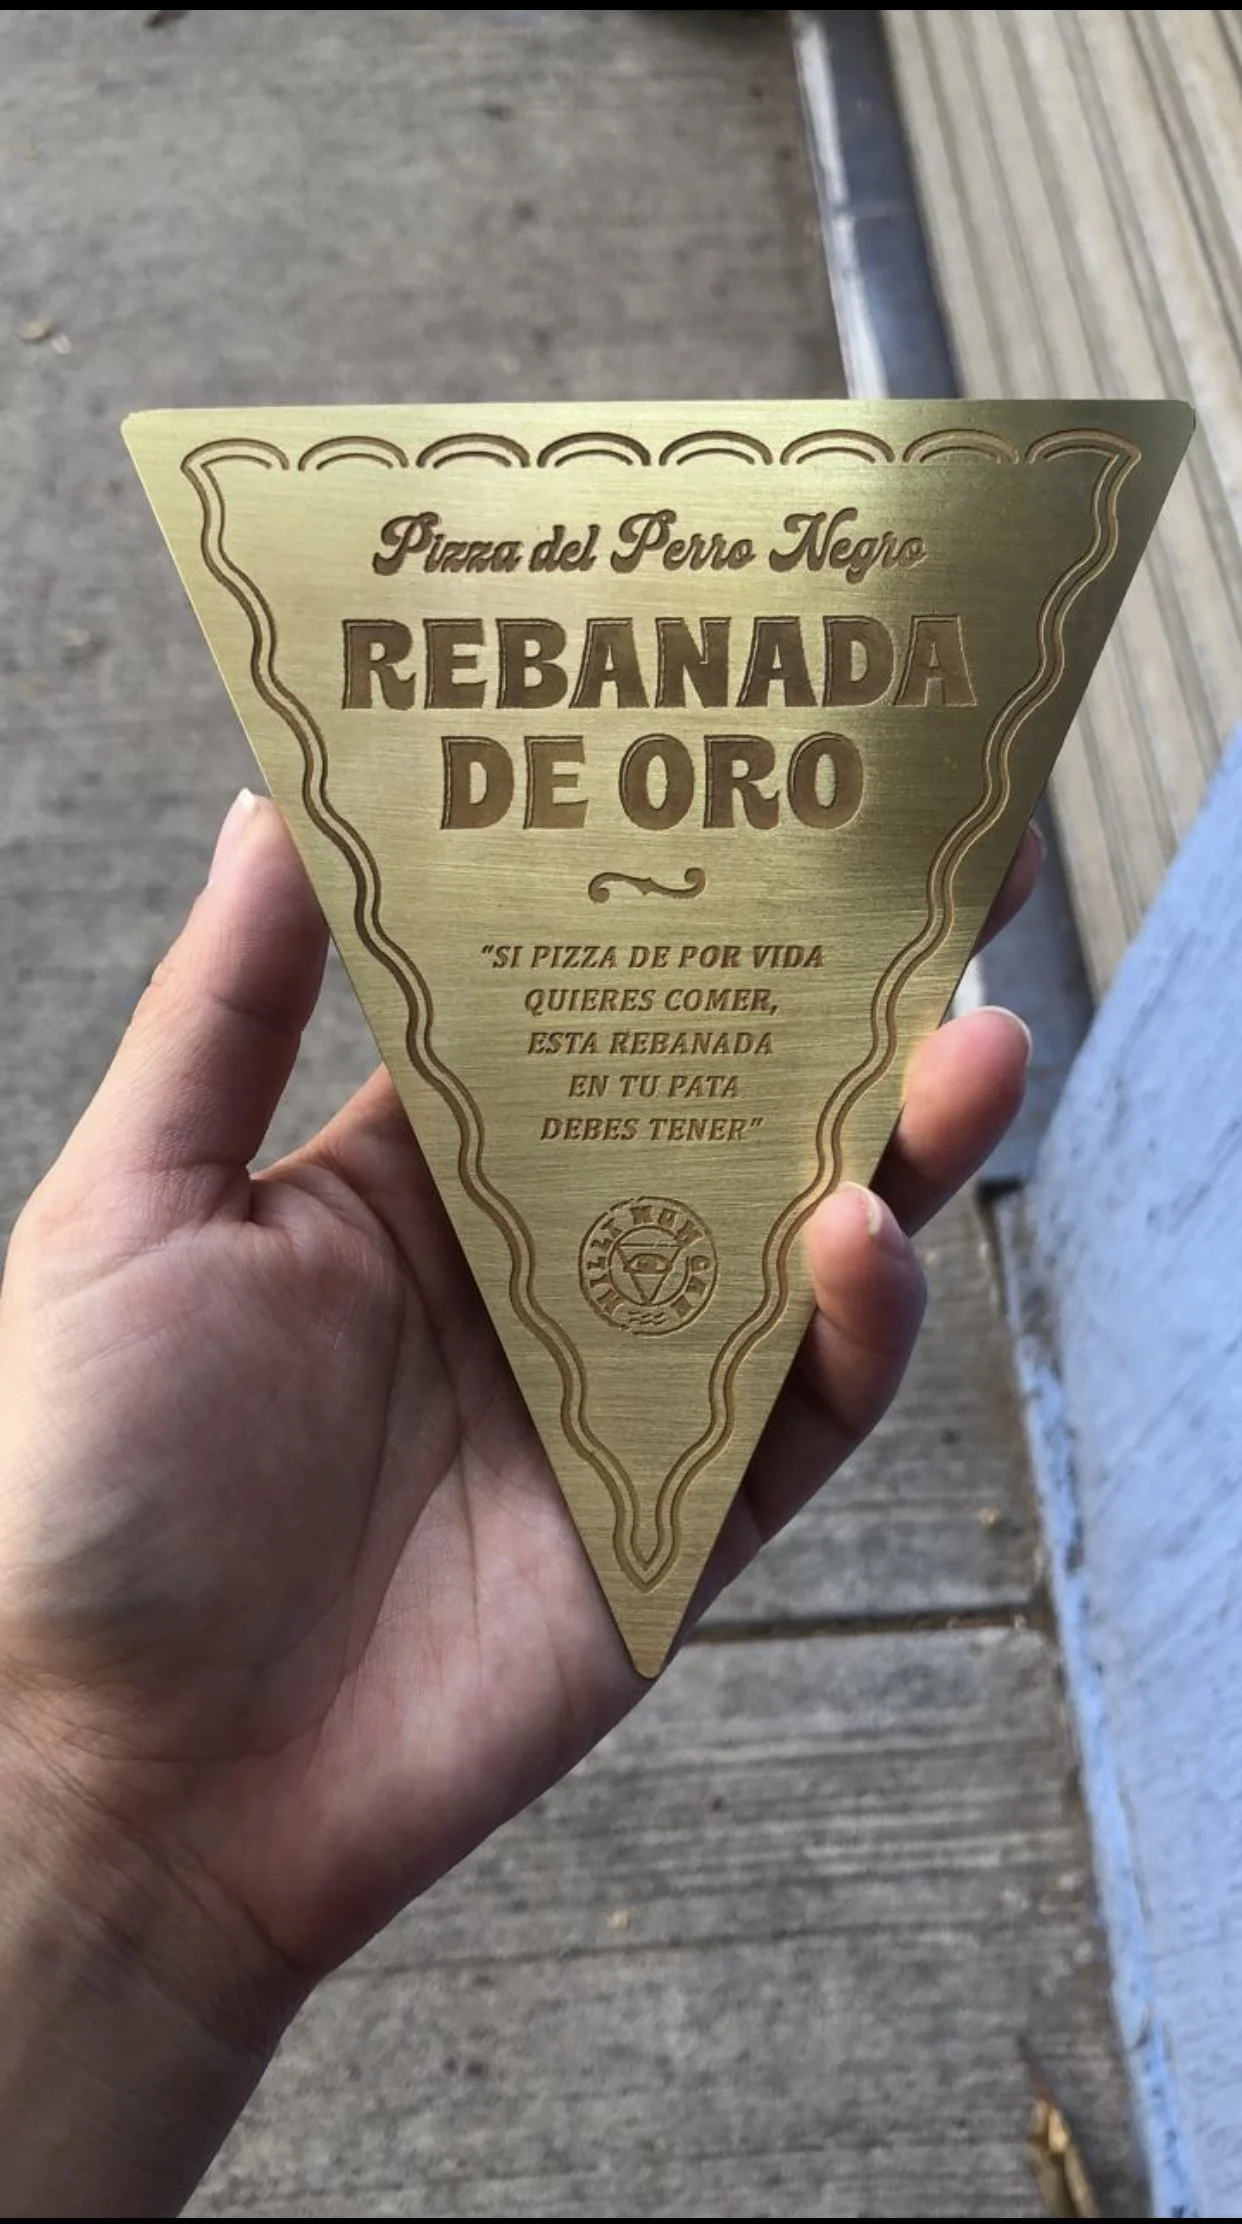 Pizza del Perro Negro
REBANADA
DE ORO
"SI PIZZA DE POR VIDA
QUIERES COMER,
ESTA REBANADA
EN TU PATA
DEBES TENER"